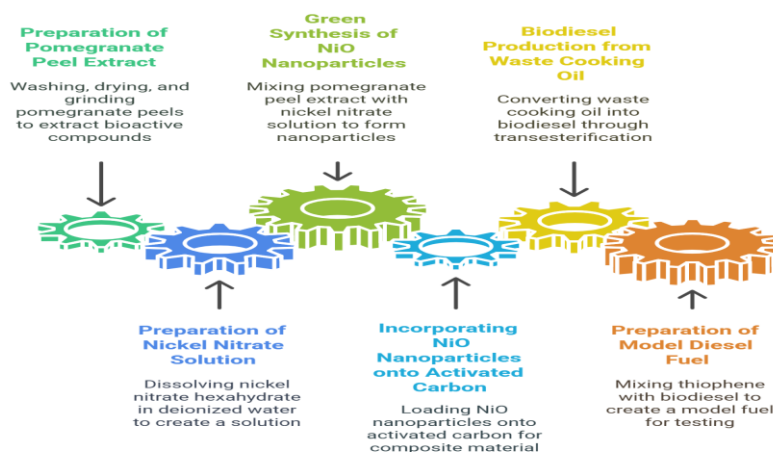 Preparation of
Pomegranate
Peel Extract
Washing, drying, and
grinding
pomegranate peels
to extract bioactive
compounds
Green
Synthesis of
NiO
Nanoparticles
Mixing pomegranate
peel extract with
nickel nitrate
solution to form
nanoparticles
Biodiesel
Production from
Waste Cooking
Oil
Converting waste
cooking oil into
biodiesel through
transesterification
Preparation of
Nickel Nitrate
Solution
Dissolving nickel
nitrate hexahydrate
in deionized water
to create a solution
Incorporating
NiO
Nanoparticles
onto Activated
Carbon
Loading NiO
nanoparticles onto
activated carbon for
composite material
Preparation of
Model Diesel
Fuel
Mixing thiophene
with biodiesel to
create a model fuel
for testing